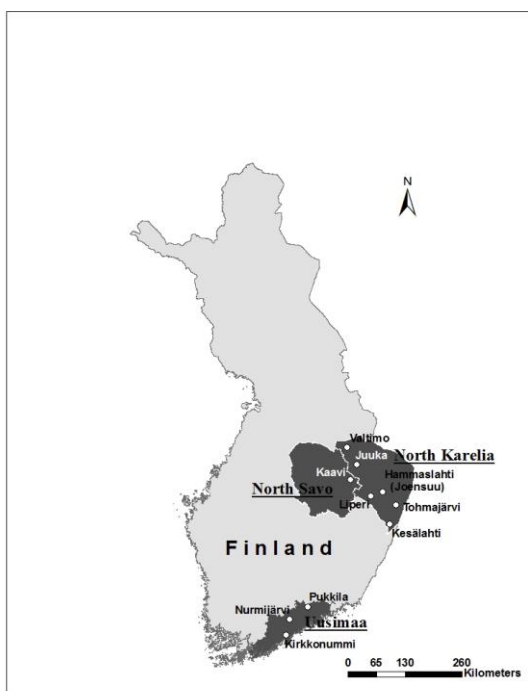 N
Valtimo
Juuka
North Karelia
Kaavi
Hammaslahti
(Joensuu)
North Savo
Liperi
Tohmajärvi
Kesälahti
Finland
Pukkila
Nurmijärvi
Uusimaa
Kirkkonummi
0 65 130 260
Kilometers